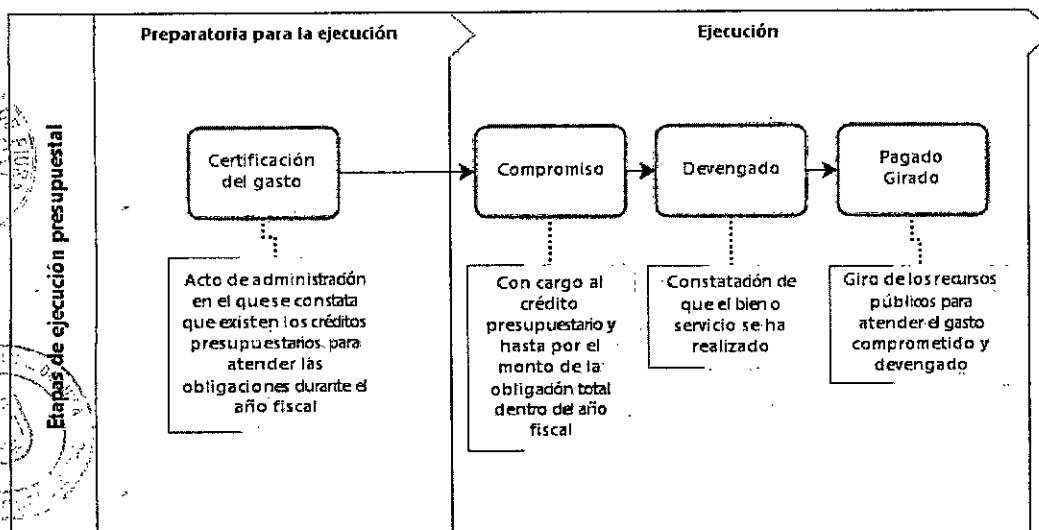 Preparatoria para la ejecución
Ejecución
Etapas de ejecución presupuestal
Certificación
del gasto
Compromiso
Devengado
Pagado
Girado
Acto de administración
en el que se constata
que existen los créditos
presupuestarios, para
atender las
obligaciones durante el
año fiscal
Con cargo al
crédito
presupuestario y
hasta por el
monto de la
obligación total
dentro del año
fiscal
Constatación de
que el bien o
servicio se ha
realizado
Giro de los recursos
públicos para
atender el gasto
comprometido y
devengado